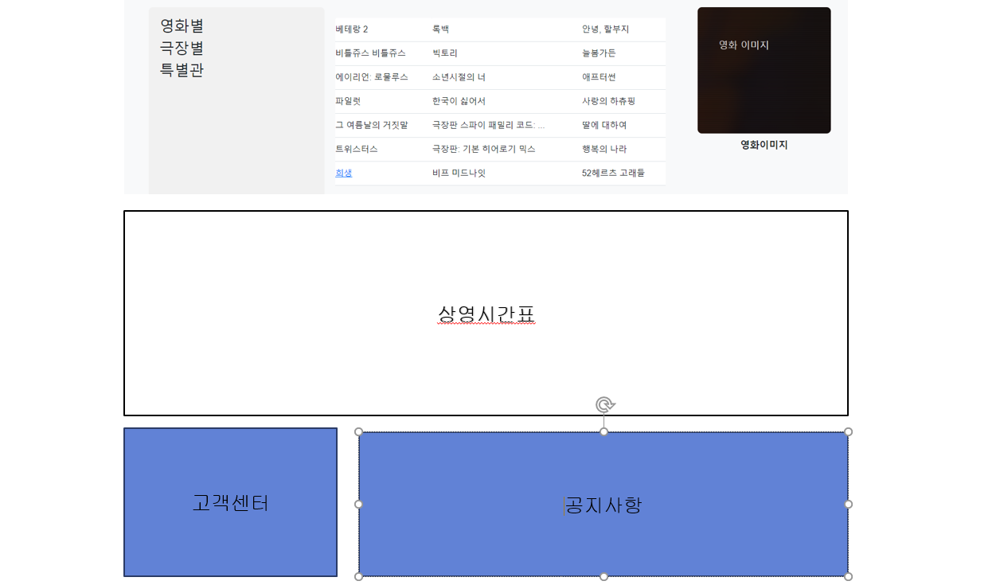 영화별
극장별
특별관
베테랑 2 룩백 안녕, 할부지
비틀쥬스 비틀쥬스 빅토리 늘봄가든
에이리언: 로물루스 소년시절의 너 애프터썬
파일럿 한국이 싫어서 사랑의 하츄핑
그 여름날의 거짓말 극장판 스파이 패밀리 코드: ... 딸에 대하여
트위스터스 극장판: 기본 히어로기 믹스 행복의 나라
희생 비프 미드나잇 52헤르츠 고래들
영화 이미지
영화이미지
상영시간표
고객센터
공지사항